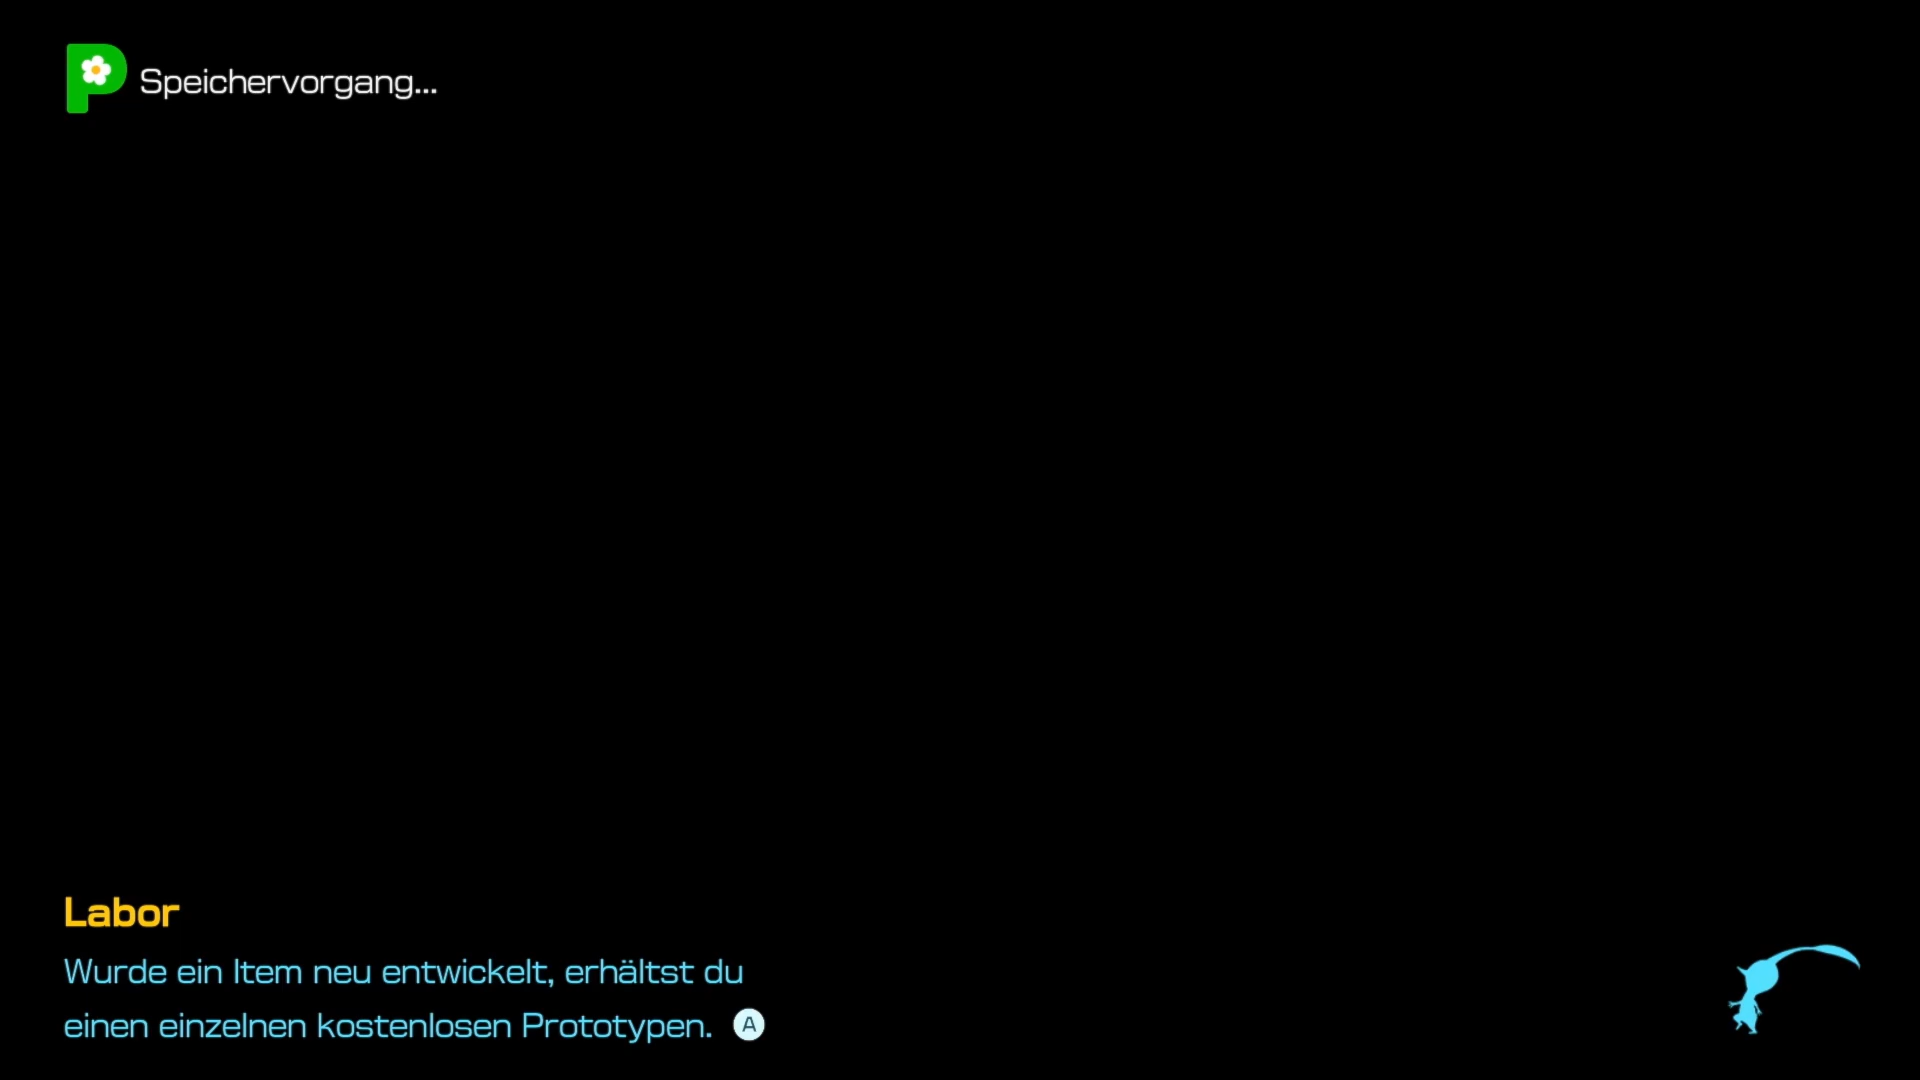 P Speichervorgang...
Labor
Wurde ein Item neu entwickelt, erhältst du
einen einzelnen kostenlosen Prototypen. A